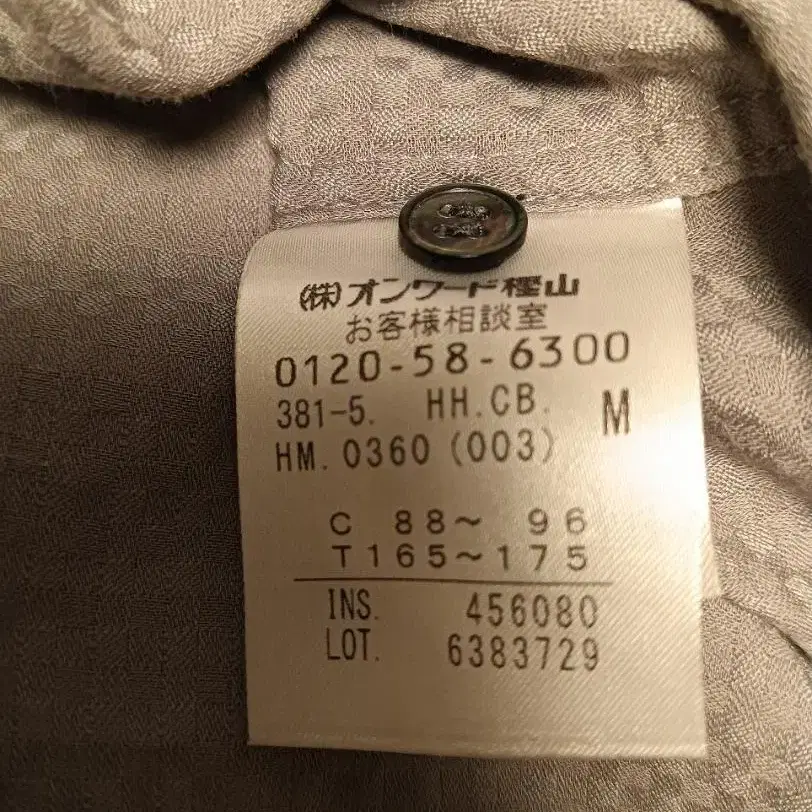 (株)オンワード樫山
お客様相談室
0120-58-6300
381-5. HH.CB. M
HM. 0360 (003)
C 88~ 96
T165~175
INS. 456080
LOT. 6383729